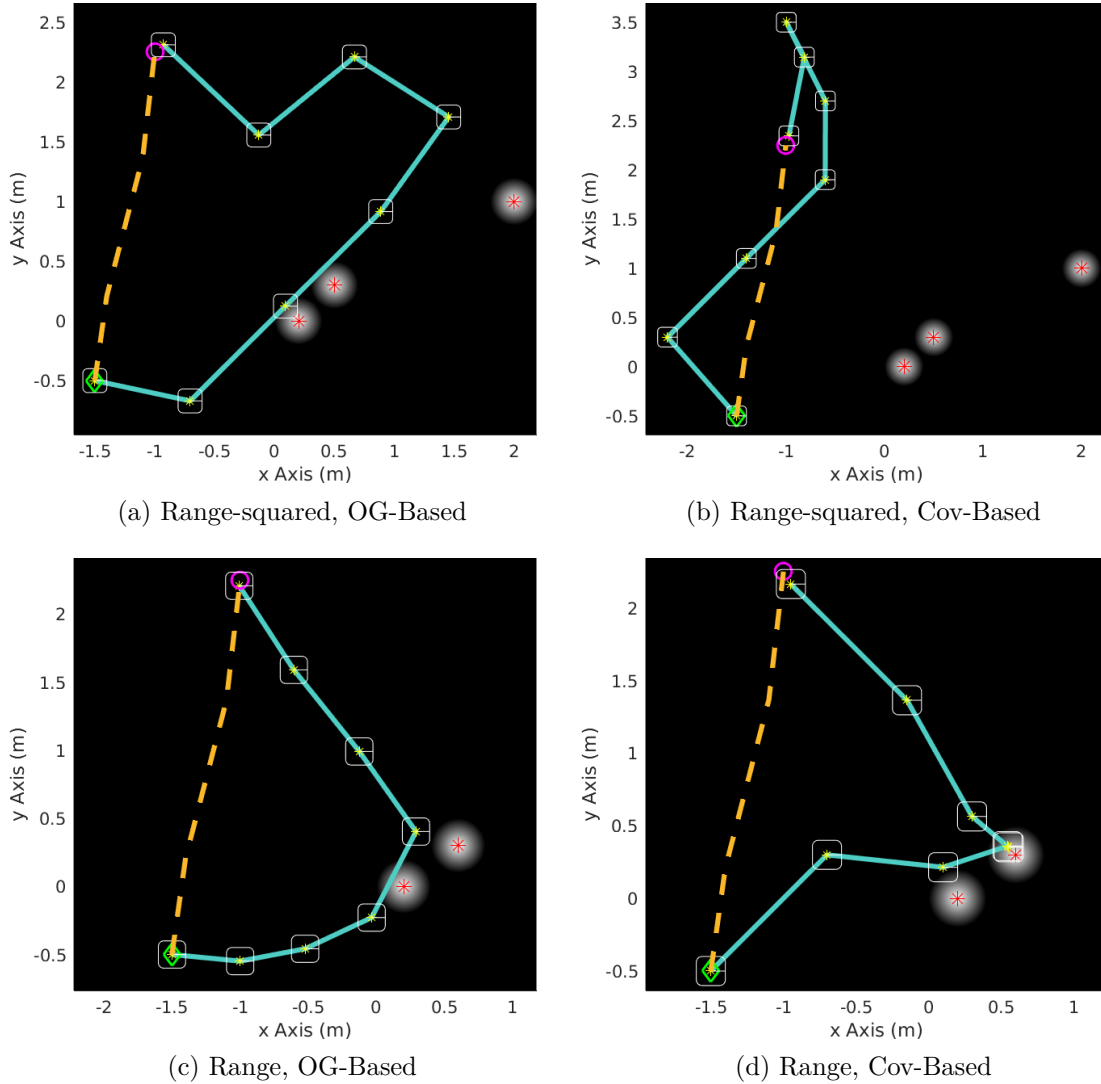 2.5
2
1.5
1
0.5
0
-0.5
y Axis (m)
-1.5 -1 -0.5 0 0.5 1 1.5 2
x Axis (m)
(a) Range-squared, OG-Based
3.5
3
2.5
2
1.5
1
0.5
0
-0.5
y Axis (m)
-2 -1 0 1 2
x Axis (m)
(b) Range-squared, Cov-Based
2
1.5
1
0.5
0
-0.5
y Axis (m)
-2 -1.5 -1 -0.5 0 0.5 1
x Axis (m)
(c) Range, OG-Based
2
1.5
1
0.5
0
-0.5
y Axis (m)
-1.5 -1 -0.5 0 0.5 1
x Axis (m)
(d) Range, Cov-Based